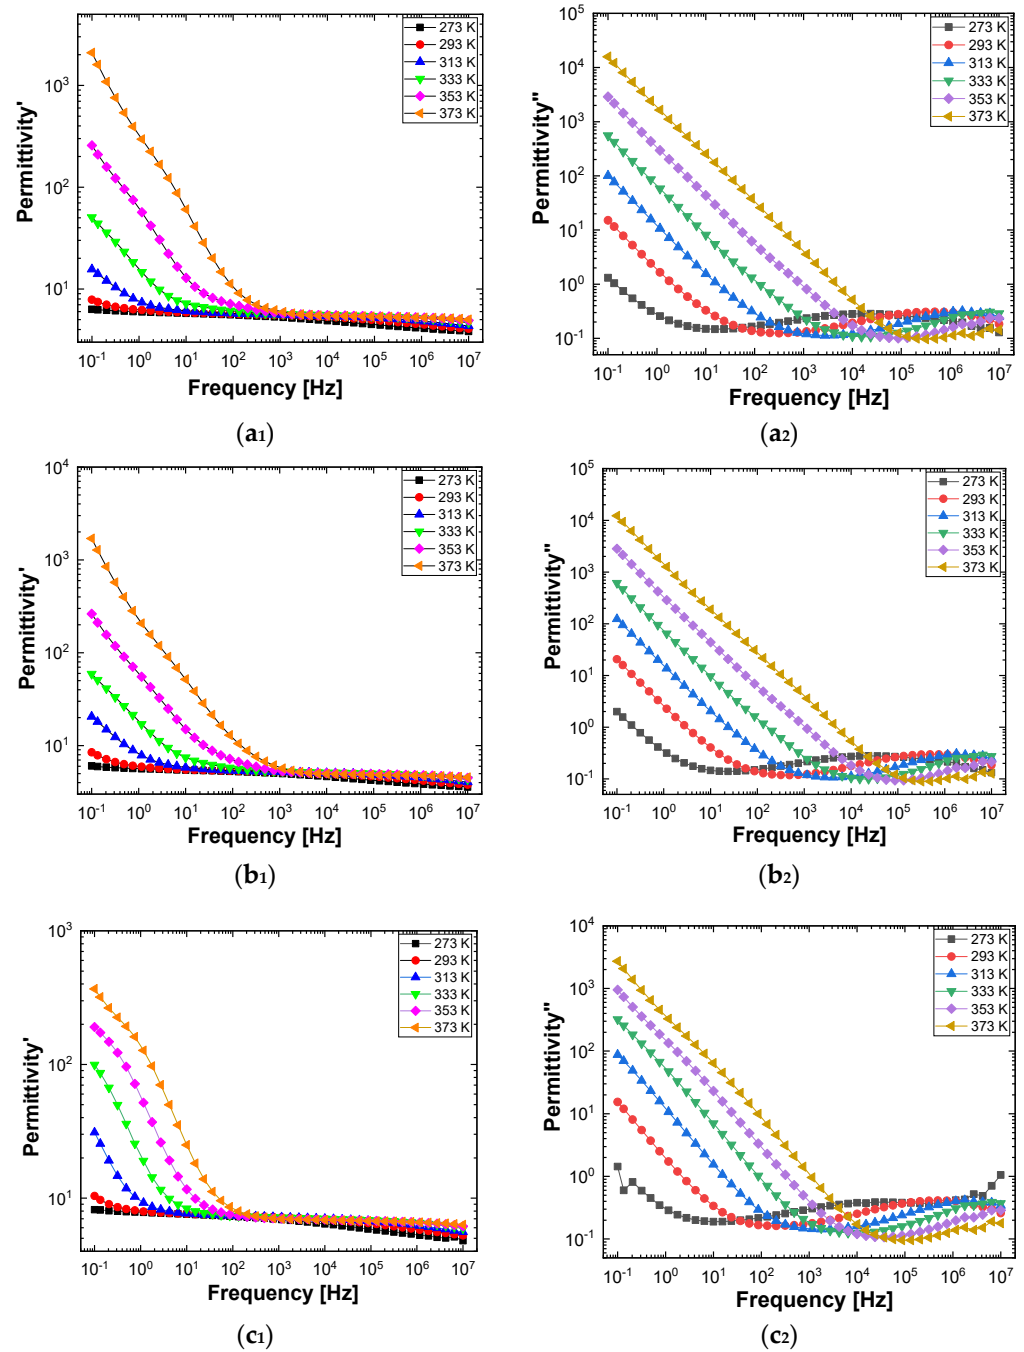 10³
10²
10¹
Permittivity'
273 K
293 K
313 K
333 K
353 K
373 K
10⁻¹ 10⁰ 10¹ 10² 10³ 10⁴ 10⁵ 10⁶ 10⁷
Frequency [Hz]
(a₁)
10⁵
10⁴
10³
10²
10¹
10⁰
10⁻¹
Permittivity"
273 K
293 K
313 K
333 K
353 K
373 K
10⁻¹ 10⁰ 10¹ 10² 10³ 10⁴ 10⁵ 10⁶ 10⁷
Frequency [Hz]
(a₂)
10⁴
10³
10²
10¹
Permittivity'
273 K
293 K
313 K
333 K
353 K
373 K
10⁻¹ 10⁰ 10¹ 10² 10³ 10⁴ 10⁵ 10⁶ 10⁷
Frequency [Hz]
(b₁)
10⁵
10⁴
10³
10²
10¹
10⁰
10⁻¹
Permittivity"
273 K
293 K
313 K
333 K
353 K
373 K
10⁻¹ 10⁰ 10¹ 10² 10³ 10⁴ 10⁵ 10⁶ 10⁷
Frequency [Hz]
(b₂)
10³
10²
10¹
Permittivity'
273 K
293 K
313 K
333 K
353 K
373 K
10⁻¹ 10⁰ 10¹ 10² 10³ 10⁴ 10⁵ 10⁶ 10⁷
Frequency [Hz]
(c₁)
10⁴
10³
10²
10¹
10⁰
10⁻¹
Permittivity"
273 K
293 K
313 K
333 K
353 K
373 K
10⁻¹ 10⁰ 10¹ 10² 10³ 10⁴ 10⁵ 10⁶ 10⁷
Frequency [Hz]
(c₂)